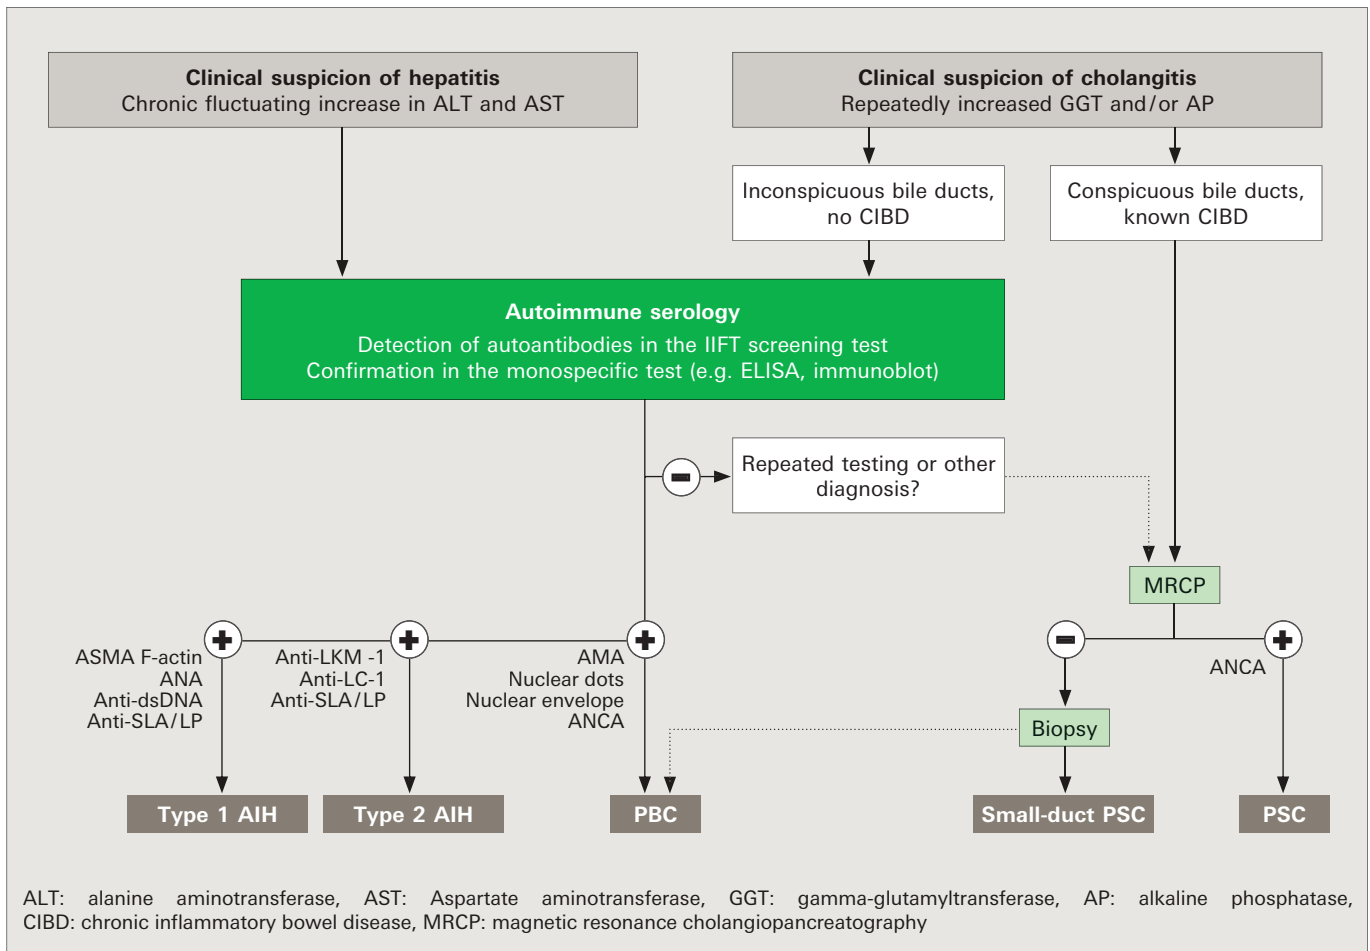 Clinical suspicion of hepatitis
Chronic fluctuating increase in ALT and AST
Clinical suspicion of cholangitis
Repeatedly increased GGT and/or AP
Inconspicuous bile ducts,
no CIBD
Conspicuous bile ducts,
known CIBD
Autoimmune serology
Detection of autoantibodies in the IIFT screening test
Confirmation in the monospecific test (e.g. ELISA, immunoblot)
Repeated testing or other
diagnosis?
MRCP
ASMA F-actin
ANA
Anti-dsDNA
Anti-SLA/LP
Anti-LKM -1
Anti-LC-1
Anti-SLA/LP
AMA
Nuclear dots
Nuclear envelope
ANCA
ANCA
Biopsy
Type 1 AIH
Type 2 AIH
PBC
Small-duct PSC
PSC
ALT: alanine aminotransferase, AST: Aspartate aminotransferase, GGT: gamma-glutamyltransferase, AP: alkaline phosphatase,
CIBD: chronic inflammatory bowel disease, MRCP: magnetic resonance cholangiopancreatography